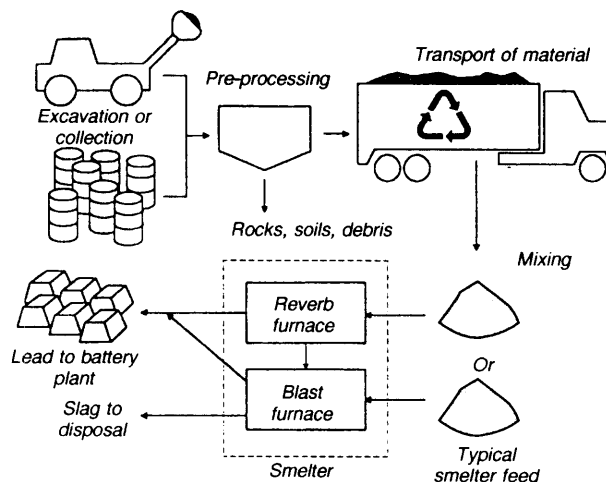 Transport of material
Pre-processing
Excavation or
collection
Rocks, soils, debris
Mixing
Reverb
furnace
Lead to battery
plant
Or
Blast
furnace
Slag to
disposal
Typical
smelter feed
Smelter